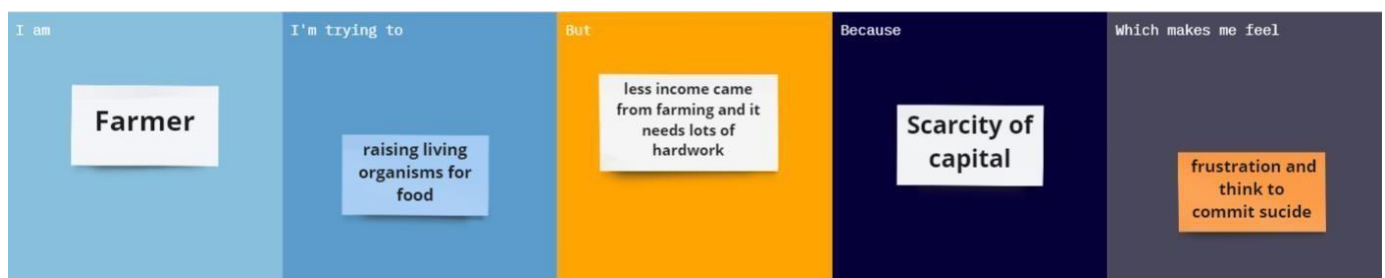 I am
Farmer
I'm trying to
raising living
organisms for
food
But
less income came
from farming and it
needs lots of
hardwork
Because
Scarcity of
capital
Which makes me feel
frustration and
think to
commit sucide